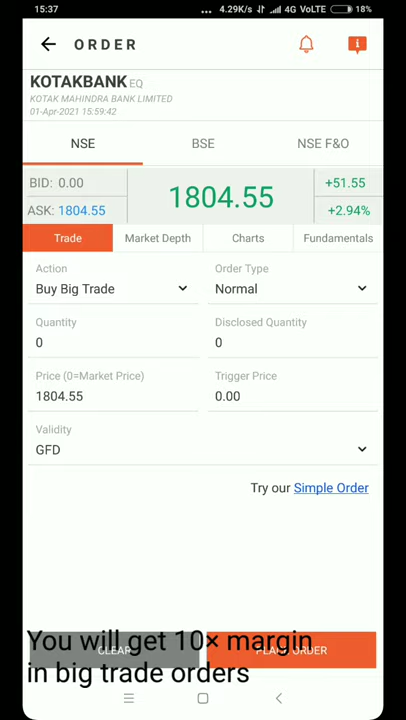 15:37 ... 4.29K/s 4G VoLTE 18%
ORDER
KOTAKBANK EQ
KOTAK MAHINDRA BANK LIMITED
01-Apr-2021 15:59:42
NSE BSE NSE F&O
BID: 0.00 1804.55 +51.55
ASK: 1804.55 +2.94%
Trade Market Depth Charts Fundamentals
Action Order Type
Buy Big Trade Normal
Quantity Disclosed Quantity
0 0
Price (0=Market Price) Trigger Price
1804.55 0.00
Validity
GFD
Try our Simple Order
CLEAR PLACE ORDER
You will get 10× margin
in big trade orders